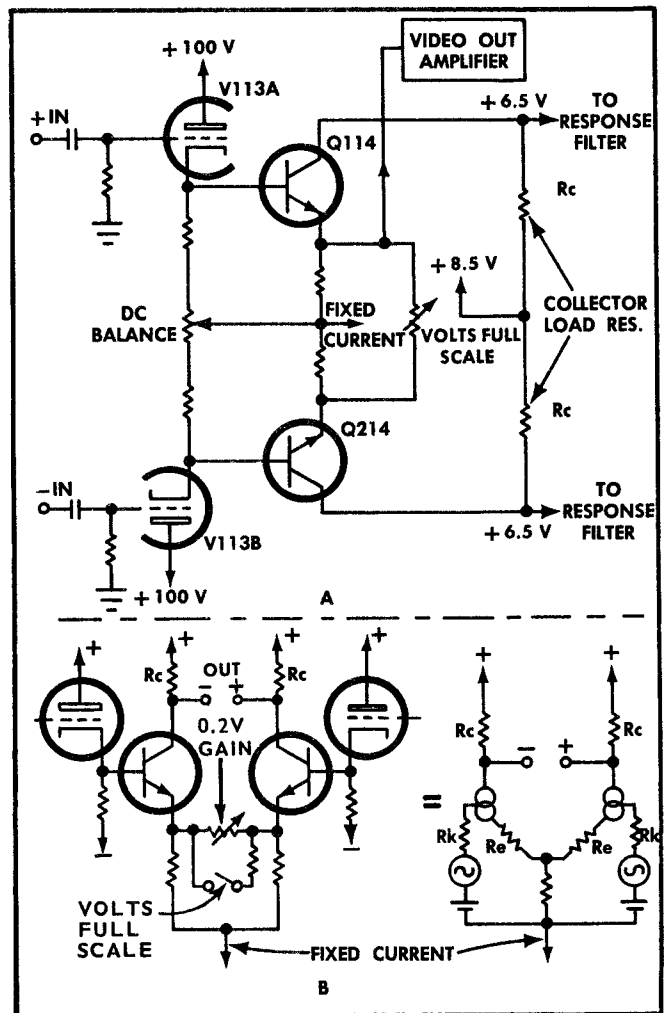 + 100 V
VIDEO OUT
AMPLIFIER
V113A
+ IN
Q114
+ 6.5 V
TO
RESPONSE
FILTER
Rc
+ 8.5 V
DC
BALANCE
FIXED
CURRENT
VOLTS FULL
SCALE
COLLECTOR
LOAD RES.
Rc
Q214
- IN
TO
RESPONSE
FILTER
+ 6.5 V
V113B
+ 100 V
A
+
+
+
+
Rc
OUT
- +
Rc
0.2V
GAIN
-
-
VOLTS
FULL
SCALE
=
+
+
Rc
Rc
- +
Rk
Re
Re
Rk
FIXED CURRENT
B